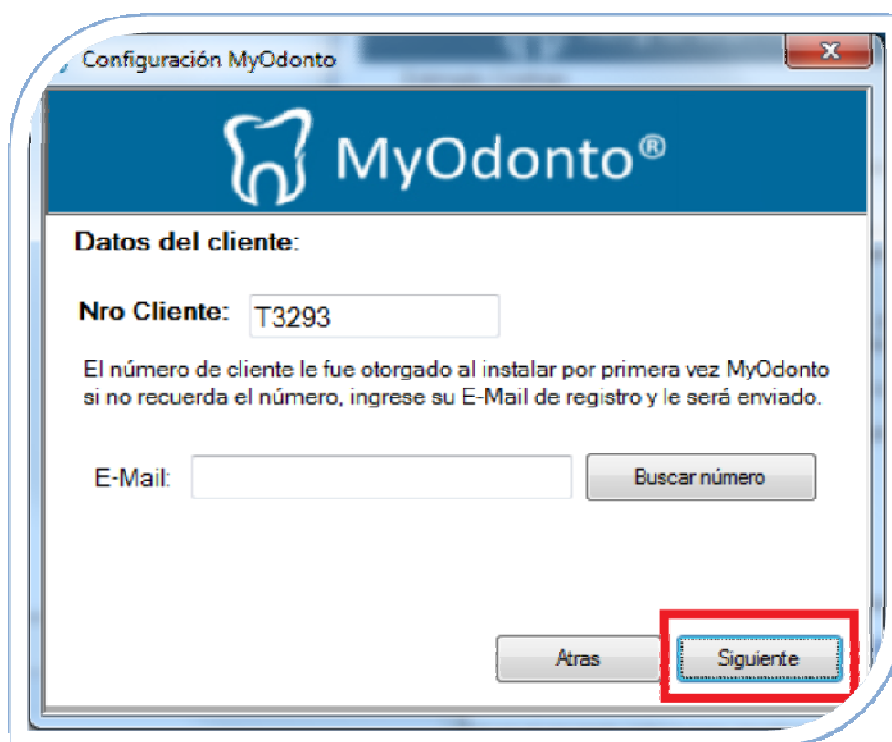 Configuración MyOdonto
MyOdonto®
Datos del cliente:
Nro Cliente: T3293
El número de cliente le fue otorgado al instalar por primera vez MyOdonto
si no recuerda el número, ingrese su E-Mail de registro y le será enviado.
E-Mail: Buscar número
Atras Siguiente